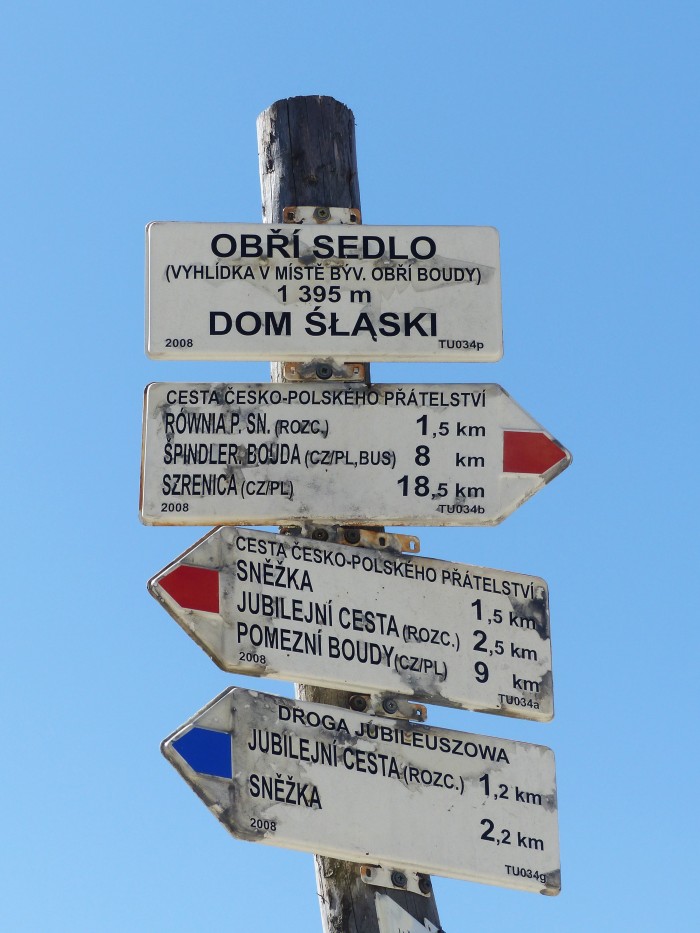 OBŘÍ SEDLO
(VYHLÍDKA V MÍSTĚ BÝV. OBŘÍ BOUDY)
1 395 m
DOM ŚLĄSKI
2008 TU034p
CESTA ČESKO-POLSKÉHO PŘÁTELSTVÍ
RÓWNIA P. SN. (ROZC.) 1,5 km
ŠPINDLER. BOUDA (CZ/PL,BUS) 8 km
SZRENICA (CZ/PL) 18,5 km
2008 TU034b
CESTA ČESKO-POLSKÉHO PŘÁTELSTVÍ
SNĚŽKA 1,5 km
JUBILEJNÍ CESTA (ROZC.) 2,5 km
POMEZNÍ BOUDY (CZ/PL) 9 km
2008 TU034a
DROGA JUBILEUSZOWA
JUBILEJNÍ CESTA (ROZC.) 1,2 km
SNĚŽKA 2,2 km
2008 TU034g